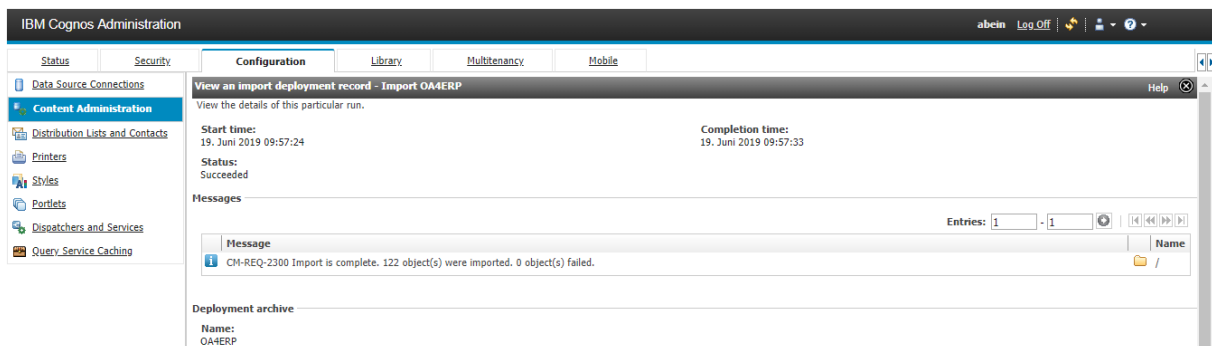 IBM Cognos Administration
abein Log Off
Status Security Configuration Library Multitenancy Mobile
Data Source Connections
Content Administration
Distribution Lists and Contacts
Printers
Styles
Portlets
Dispatchers and Services
Query Service Caching
View an import deployment record - Import OA4ERP
Help
View the details of this particular run.
Start time:
19. Juni 2019 09:57:24
Completion time:
19. Juni 2019 09:57:33
Status:
Succeeded
Messages
Entries: 1 - 1
Message Name
CM-REQ-2300 Import is complete. 122 object(s) were imported. 0 object(s) failed. /
Deployment archive
Name:
OA4ERP